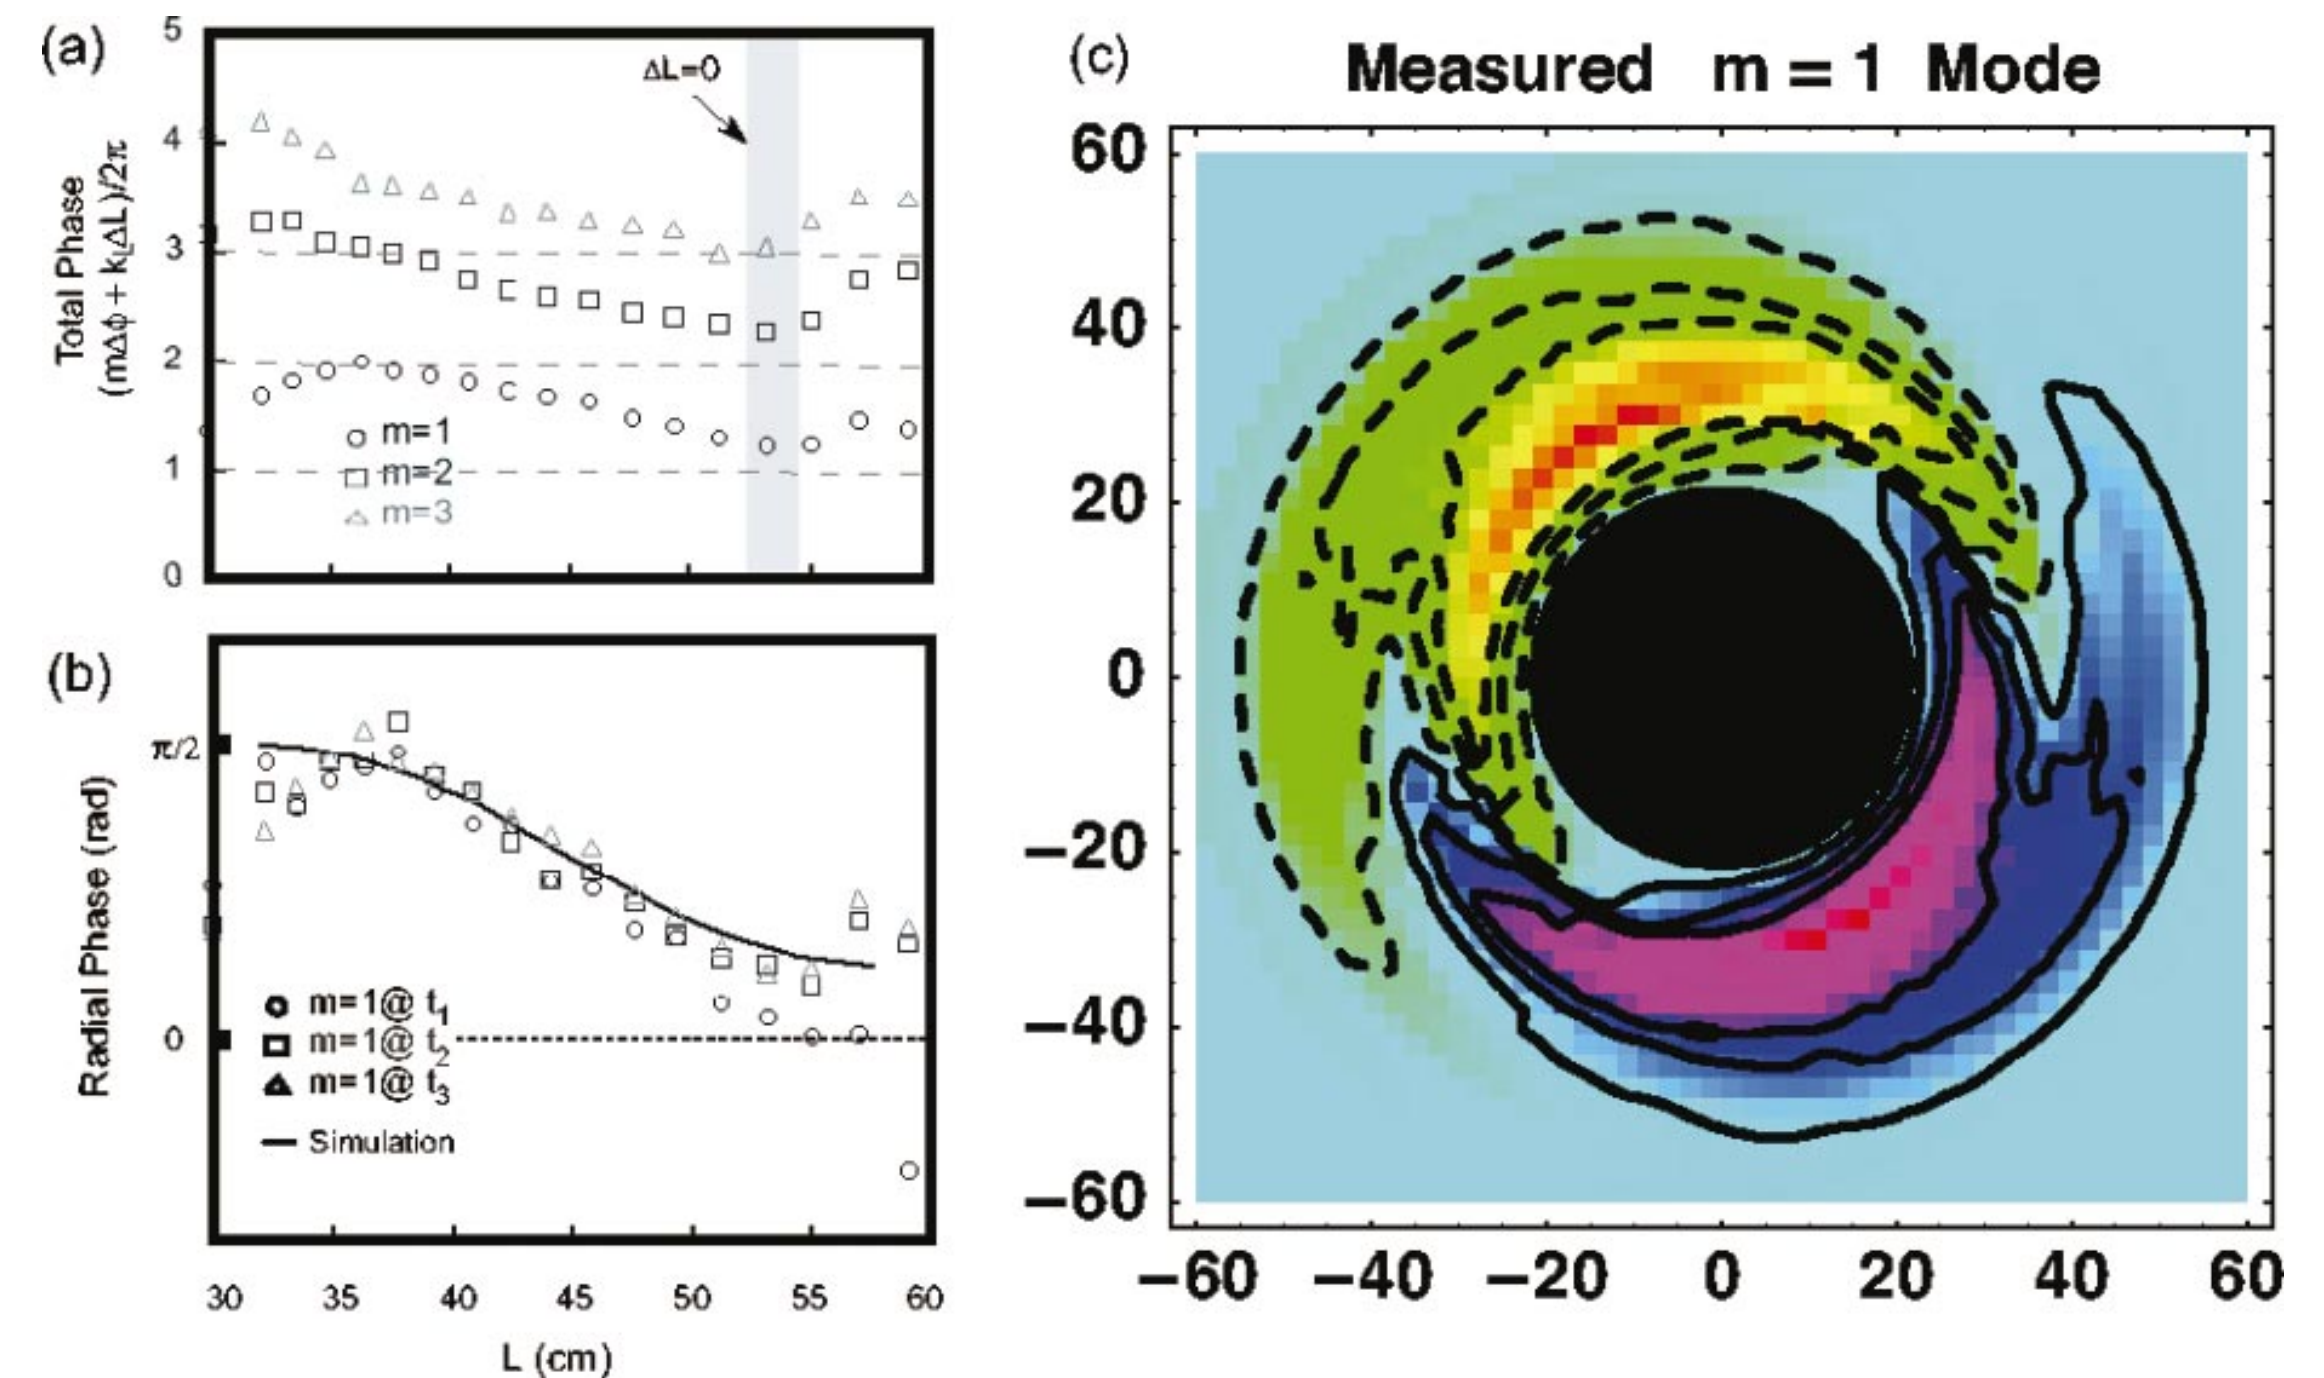 (a)
5
4
3
2
1
0
Total Phase
(mΔϕ + k_LΔL)/2π
ΔL=0
m=1
m=2
m=3
(b)
π/2
0
Radial Phase (rad)
m=1@ t₁
m=1@ t₂
m=1@ t₃
Simulation
30 35 40 45 50 55 60
L (cm)
(c)
Measured m = 1 Mode
60
40
20
0
−20
−40
−60
−60 −40 −20 0 20 40 60